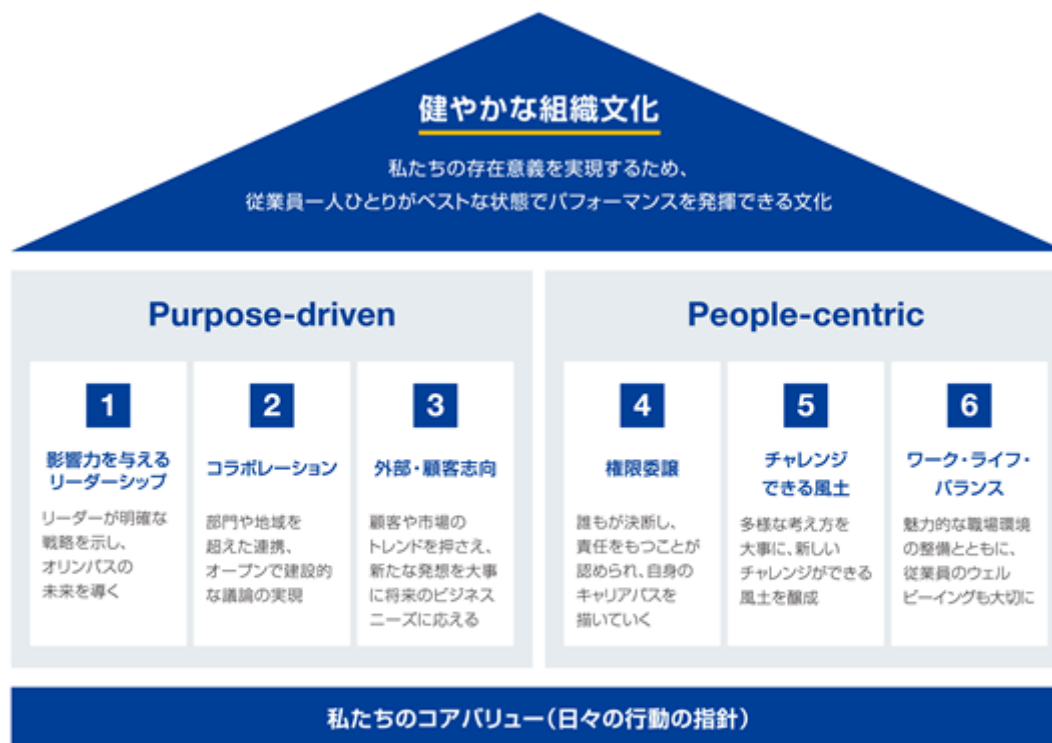 健やかな組織文化
私たちの存在意義を実現するため、
従業員一人ひとりがベストな状態でパフォーマンスを発揮できる文化
Purpose-driven
1
影響力を与える
リーダーシップ
リーダーが明確な
戦略を示し、
オリンパスの
未来を導く
2
コラボレーション
部門や地域を
超えた連携、
オープンで建設的
な議論の実現
3
外部・顧客志向
顧客や市場の
トレンドを押さえ、
新たな発想を大事
に将来のビジネス
ニーズに応える
People-centric
4
権限委譲
誰もが決断し、
責任をもつことが
認められ、自身の
キャリアパスを
描いていく
5
チャレンジ
できる風土
多様な考え方を
大事に、新しい
チャレンジができる
風土を醸成
6
ワーク・ライフ・
バランス
魅力的な職場環境
の整備とともに、
従業員のウェル
ビーイングも大切に
私たちのコアバリュー（日々の行動の指針）